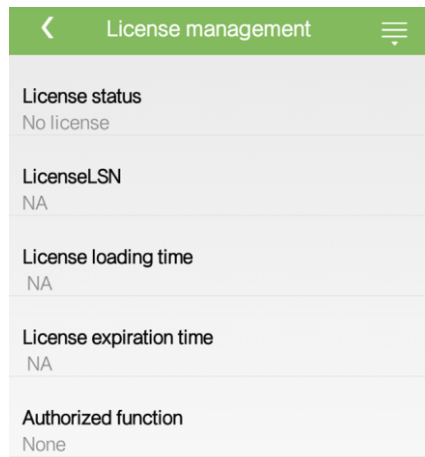 License management
License status
No license
LicenseLSN
NA
License loading time
NA
License expiration time
NA
Authorized function
None